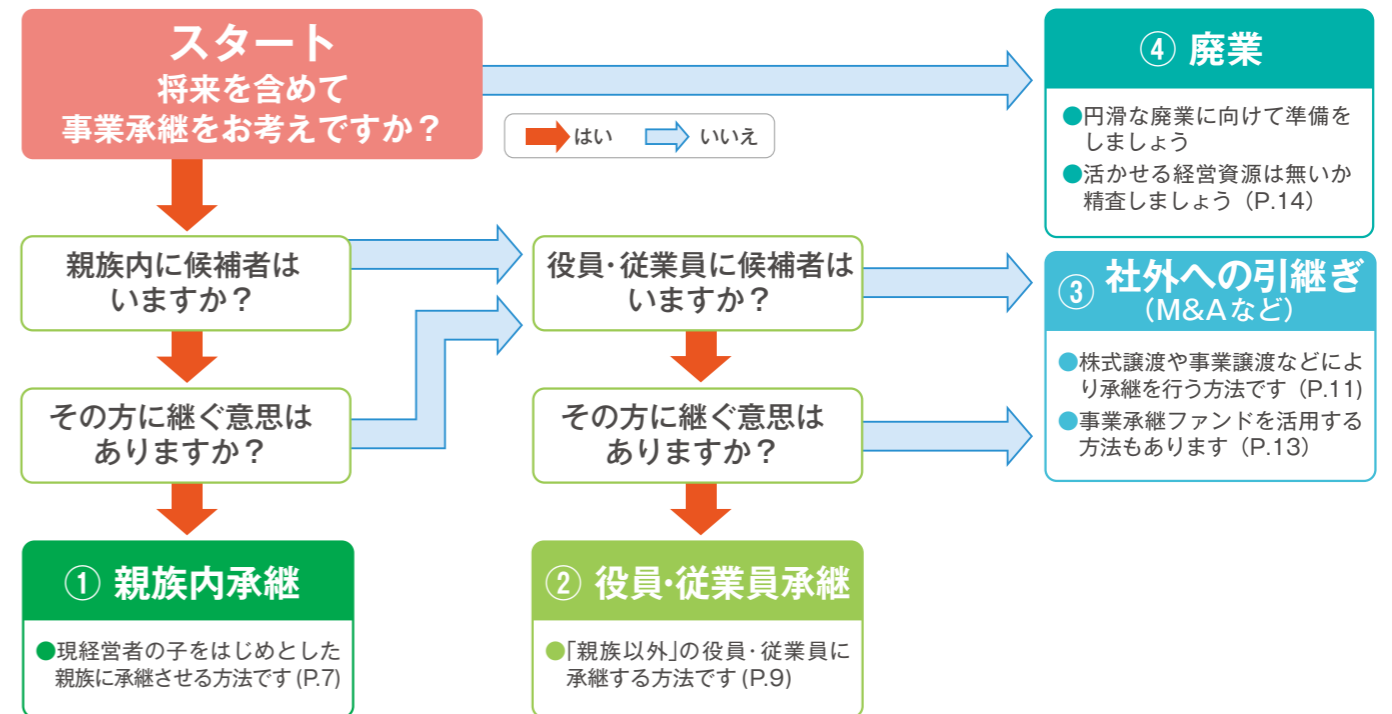 スタート
将来を含めて
事業承継をお考えですか？
はい
いいえ
親族内に候補者は
いますか？
その方に継ぐ意思は
ありますか？
① 親族内承継
●現経営者の子をはじめとした
親族に承継させる方法です(P.7)
役員・従業員に候補者は
いますか？
その方に継ぐ意思は
ありますか？
② 役員・従業員承継
●「親族以外」の役員・従業員に
承継する方法です(P.9)
④ 廃業
●円滑な廃業に向けて準備を
しましょう
●活かせる経営資源は無いか
精査しましょう（P.14）
③ 社外への引継ぎ
（M&Aなど）
●株式譲渡や事業譲渡などによ
り承継を行う方法です（P.11)
●事業承継ファンドを活用する
方法もあります（P.13）